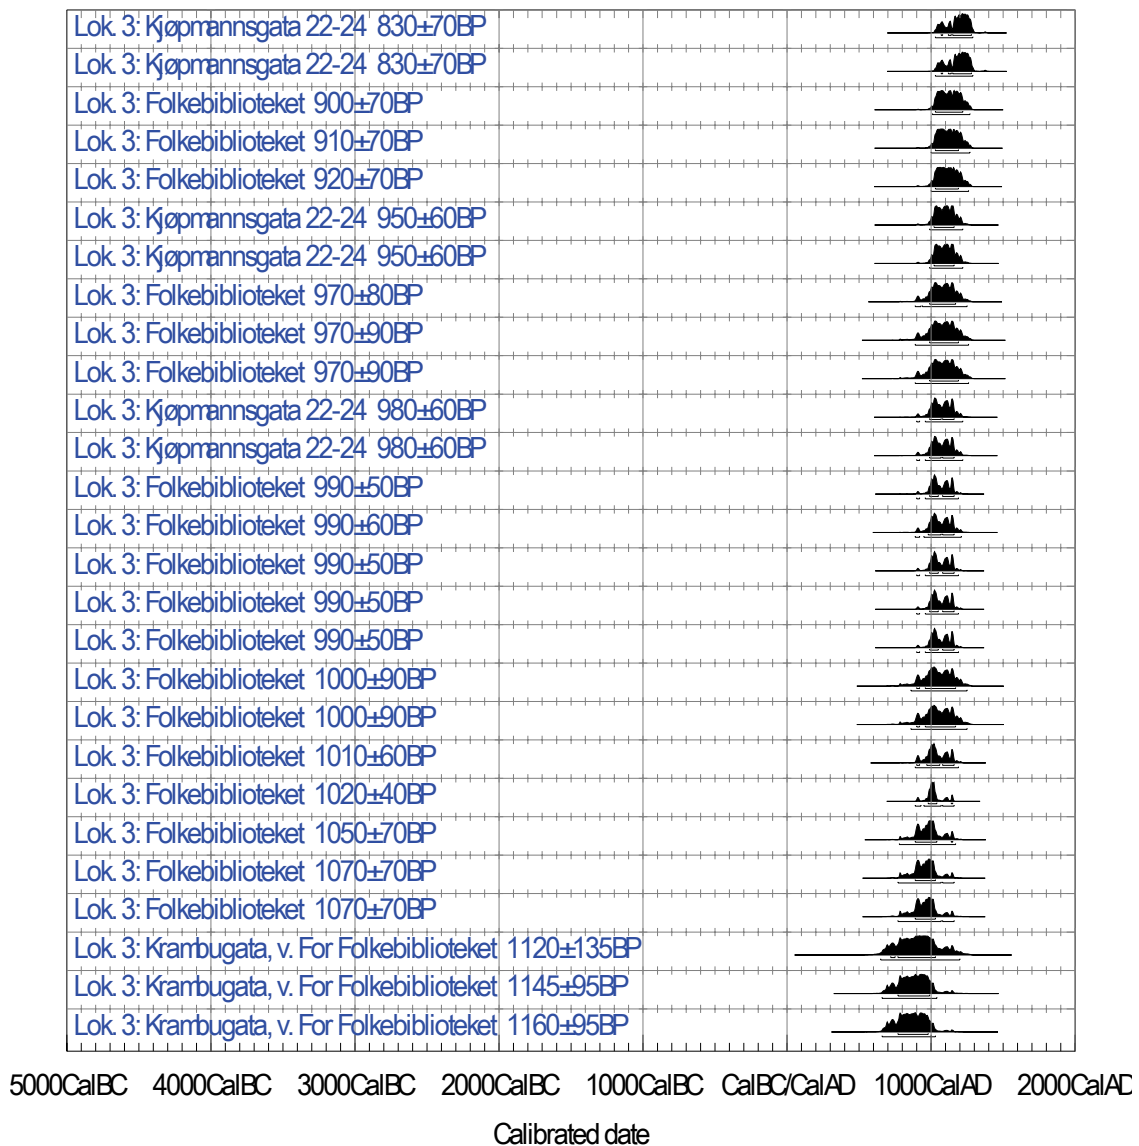 Lok. 3: Kjøpmannsgata 22-24 830±70BP
Lok. 3: Kjøpmannsgata 22-24 830±70BP
Lok. 3: Folkebiblioteket 900±70BP
Lok. 3: Folkebiblioteket 910±70BP
Lok. 3: Folkebiblioteket 920±70BP
Lok. 3: Kjøpmannsgata 22-24 950±60BP
Lok. 3: Kjøpmannsgata 22-24 950±60BP
Lok. 3: Folkebiblioteket 970±80BP
Lok. 3: Folkebiblioteket 970±90BP
Lok. 3: Folkebiblioteket 970±90BP
Lok. 3: Kjøpmannsgata 22-24 980±60BP
Lok. 3: Kjøpmannsgata 22-24 980±60BP
Lok. 3: Folkebiblioteket 990±50BP
Lok. 3: Folkebiblioteket 990±60BP
Lok. 3: Folkebiblioteket 990±50BP
Lok. 3: Folkebiblioteket 990±50BP
Lok. 3: Folkebiblioteket 990±50BP
Lok. 3: Folkebiblioteket 1000±90BP
Lok. 3: Folkebiblioteket 1000±90BP
Lok. 3: Folkebiblioteket 1010±60BP
Lok. 3: Folkebiblioteket 1020±40BP
Lok. 3: Folkebiblioteket 1050±70BP
Lok. 3: Folkebiblioteket 1070±70BP
Lok. 3: Folkebiblioteket 1070±70BP
Lok. 3: Krambugata, v. For Folkebiblioteket 1120±135BP
Lok. 3: Krambugata, v. For Folkebiblioteket 1145±95BP
Lok. 3: Krambugata, v. For Folkebiblioteket 1160±95BP
5000CalBC 4000CalBC 3000CalBC 2000CalBC 1000CalBC CalBC/CalAD 1000CalAD 2000CalAD
Calibrated date